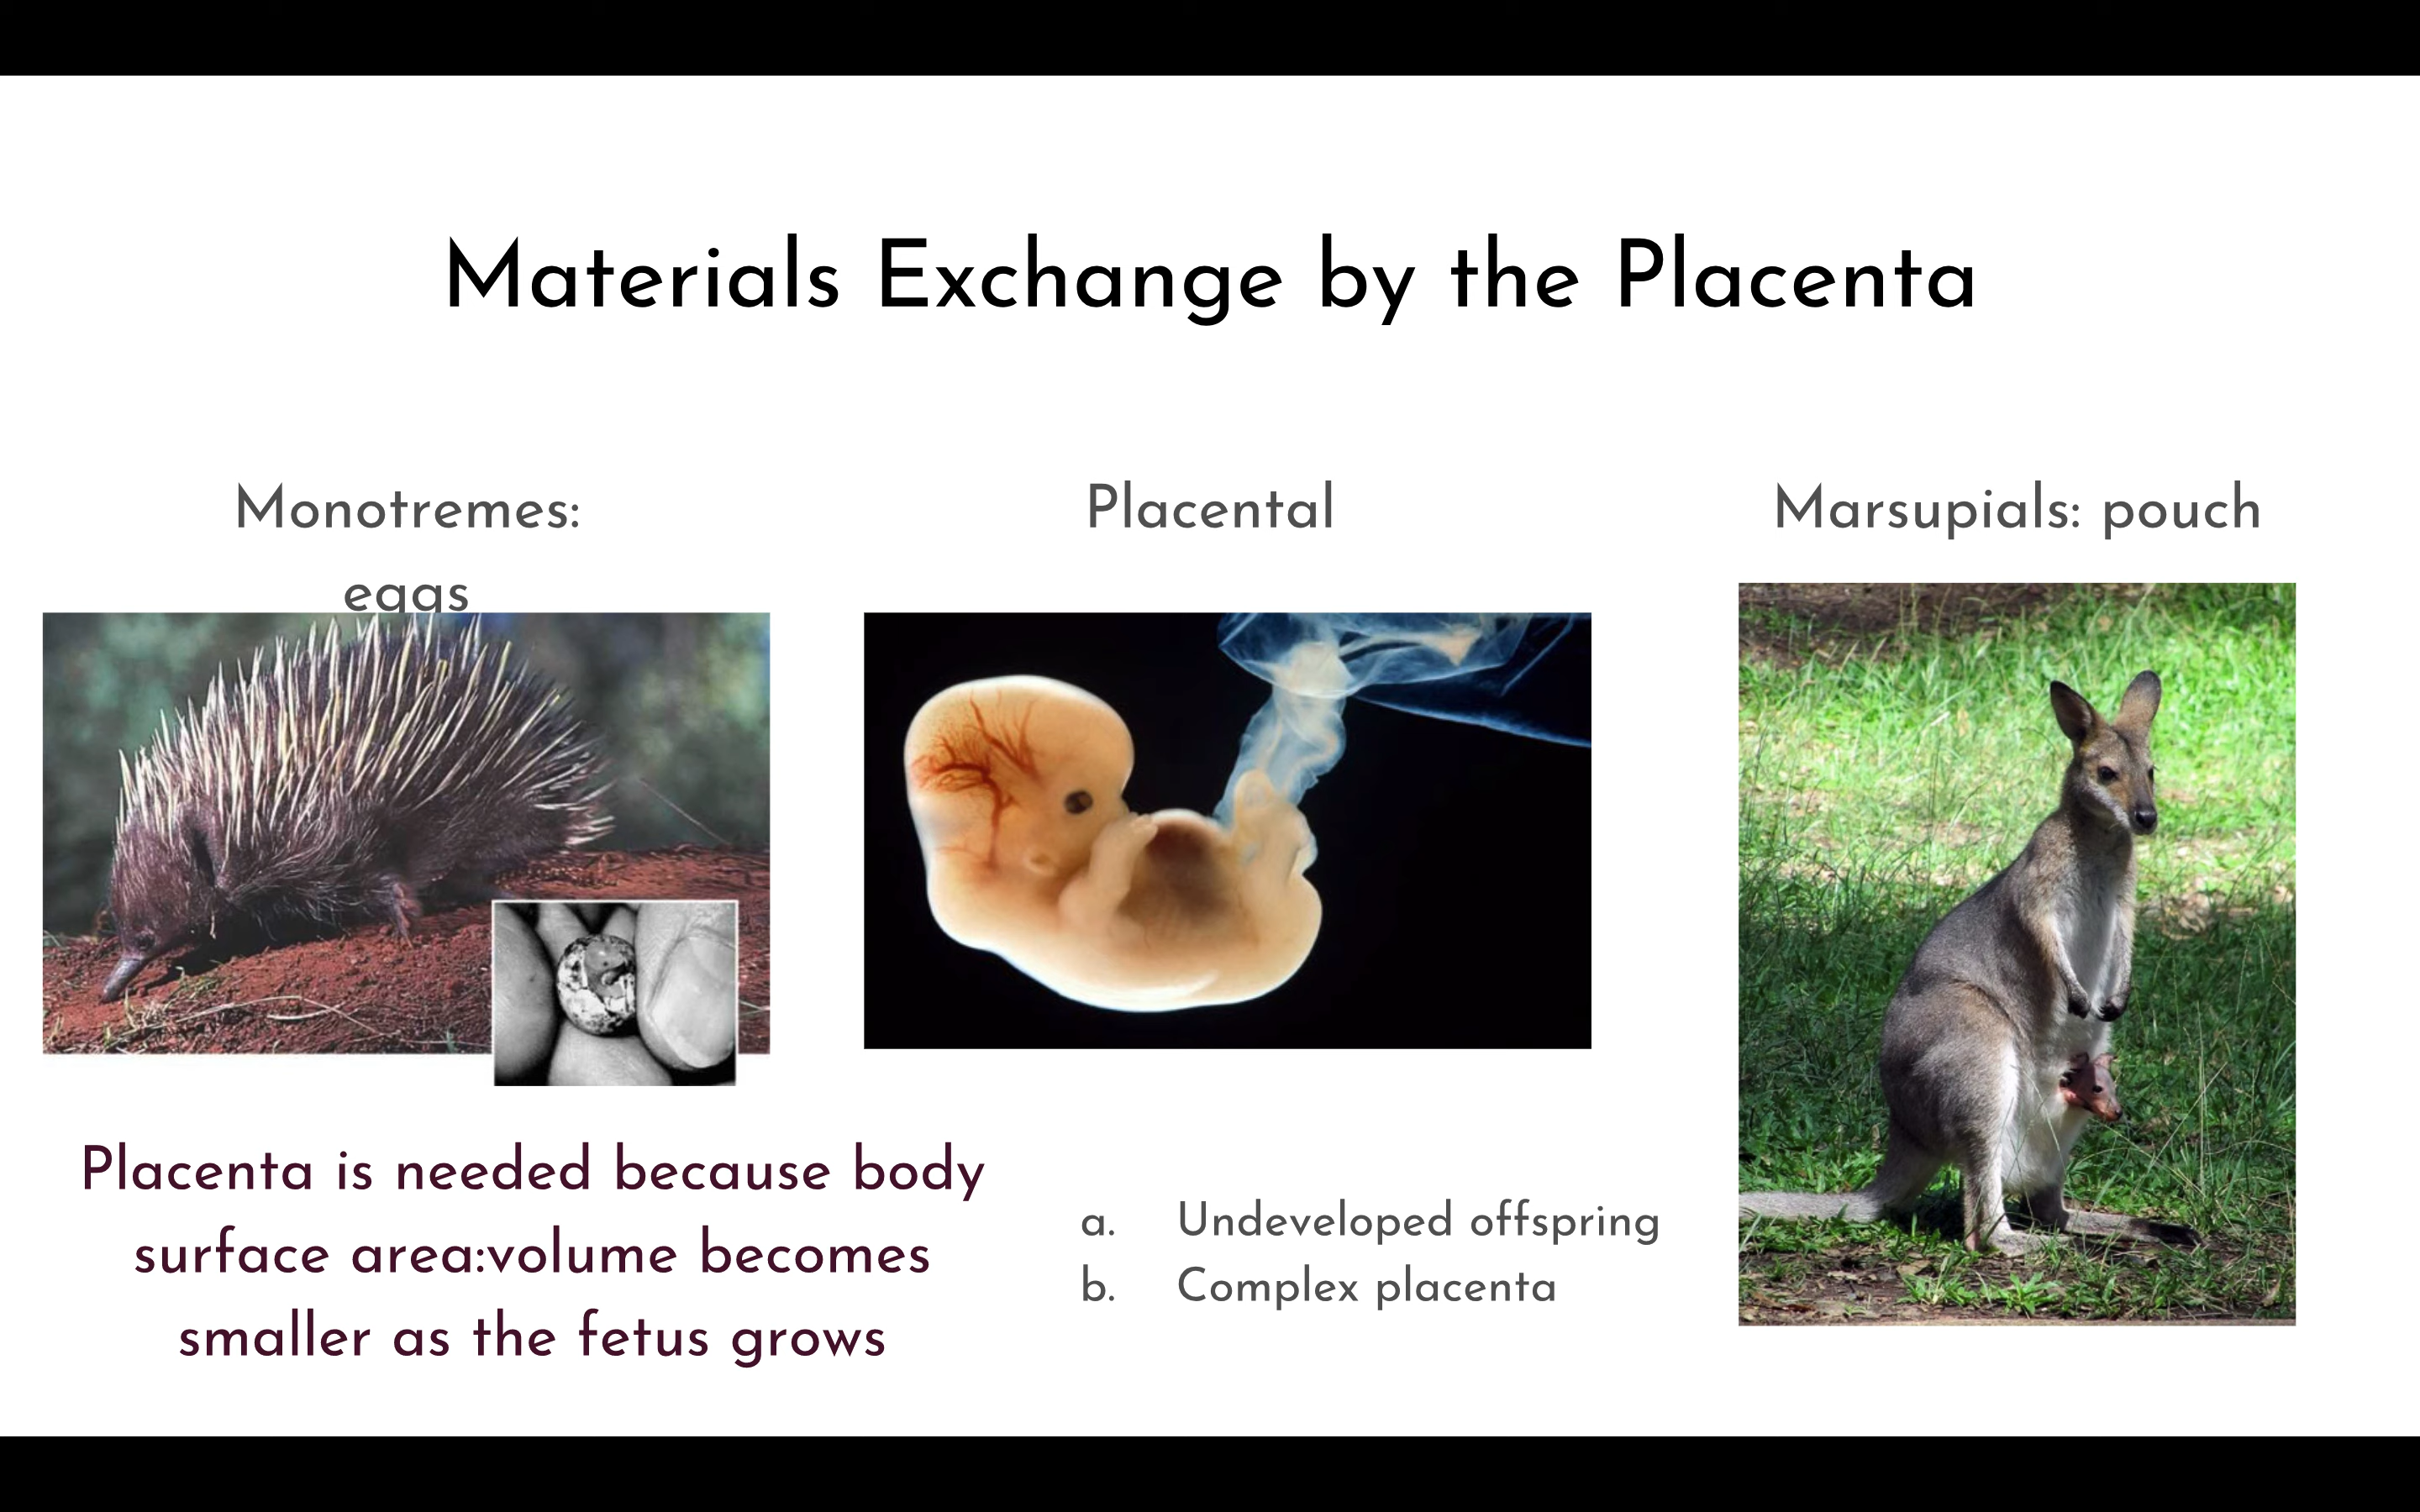 Materials Exchange by the Placenta
Monotremes:
eggs
Placental
Marsupials: pouch
Placenta is needed because body
surface area:volume becomes
smaller as the fetus grows
a. Undeveloped offspring
b. Complex placenta